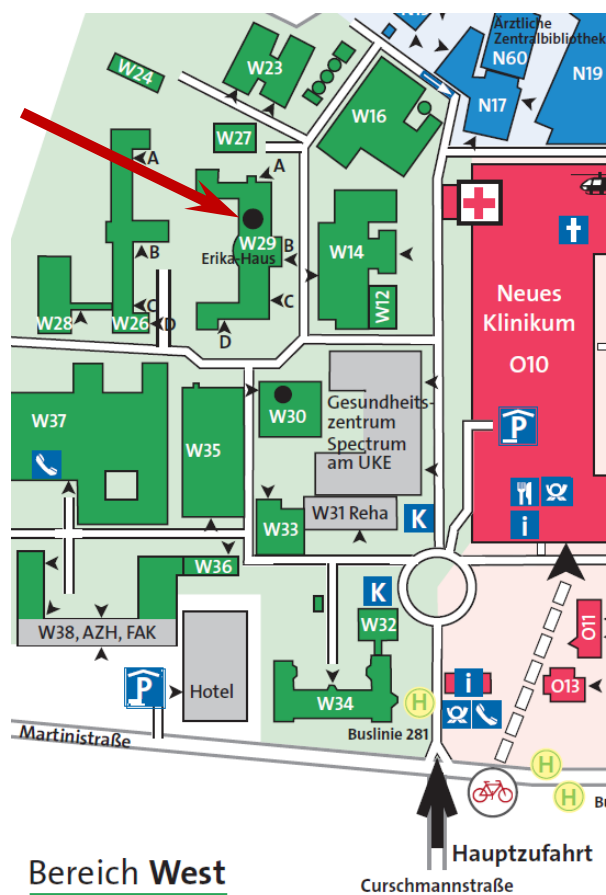 Ärztliche
Zentralbibliothek
N60
N19
N17
W23
W24
W16
W27
A
A
W29
Erika-Haus
B
B
W14
W12
C
C
D
D
W28
W26
Neues
Klinikum
O10
W37
W35
W30
Gesundheits-
zentrum
Spectrum
am UKE
P
W33
W31 Reha
K
i
W36
K
W32
W38, AZH, FAK
O11
O13
P
Hotel
W34
i
H
Buslinie 281
Martinistraße
H
H
Hauptzufahrt
Bereich West
Curschmannstraße